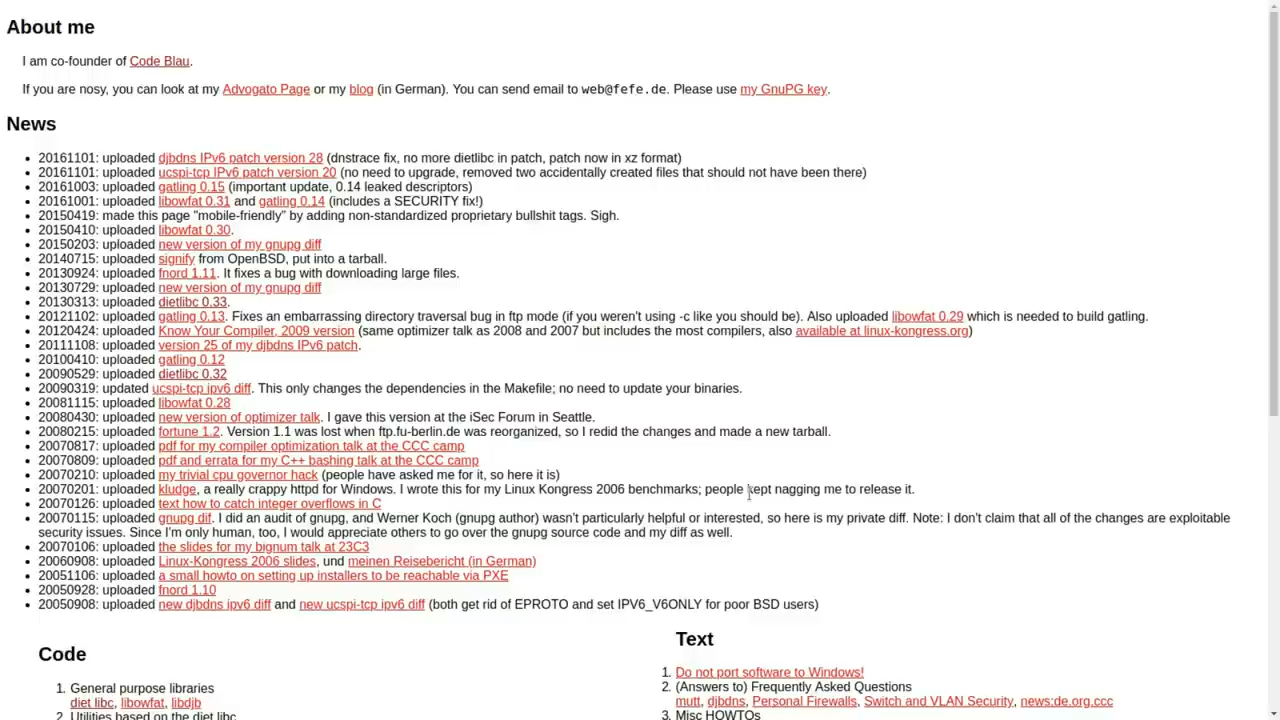 About me
I am co-founder of Code Blau.
If you are nosy, you can look at my Advogato Page or my blog (in German). You can send email to web@fefe.de. Please use my GnuPG key.
News
20161101: uploaded djbdns IPv6 patch version 28 (dnstrace fix, no more dietlibc in patch, patch now in xz format)
20161101: uploaded ucspi-tcp IPv6 patch version 20 (no need to upgrade, removed two accidentally created files that should not have been there)
20161003: uploaded gatling 0.15 (important update, 0.14 leaked descriptors)
20161001: uploaded libowfat 0.31 and gatling 0.14 (includes a SECURITY fix!)
20150419: made this page "mobile-friendly" by adding non-standardized proprietary bullshit tags. Sigh.
20150410: uploaded libowfat 0.30.
20150203: uploaded new version of my gnupg diff
20140715: uploaded signify from OpenBSD, put into a tarball.
20130924: uploaded fnord 1.11. It fixes a bug with downloading large files.
20130729: uploaded new version of my gnupg diff
20130313: uploaded dietlibc 0.33.
20121102: uploaded gatling 0.13. Fixes an embarrassing directory traversal bug in ftp mode (if you weren't using -c like you should be). Also uploaded libowfat 0.29 which is needed to build gatling.
20120424: uploaded Know Your Compiler, 2009 version (same optimizer talk as 2008 and 2007 but includes the most compilers, also available at linux-kongress.org)
20111108: uploaded version 25 of my djbdns IPv6 patch.
20100410: uploaded gatling 0.12
20090529: uploaded dietlibc 0.32
20090319: updated ucspi-tcp ipv6 diff. This only changes the dependencies in the Makefile; no need to update your binaries.
20081115: uploaded libowfat 0.28
20080430: uploaded new version of optimizer talk. I gave this version at the iSec Forum in Seattle.
20080215: uploaded fortune 1.2. Version 1.1 was lost when ftp.fu-berlin.de was reorganized, so I redid the changes and made a new tarball.
20070817: uploaded pdf for my compiler optimization talk at the CCC camp
20070809: uploaded pdf and errata for my C++ bashing talk at the CCC camp
20070210: uploaded my trivial cpu governor hack (people have asked me for it, so here it is)
20070201: uploaded kludge, a really crappy httpd for Windows. I wrote this for my Linux Kongress 2006 benchmarks; people kept nagging me to release it.
20070126: uploaded text how to catch integer overflows in C
20070115: uploaded gnupg dif. I did an audit of gnupg, and Werner Koch (gnupg author) wasn't particularly helpful or interested, so here is my private diff. Note: I don't claim that all of the changes are exploitable
security issues. Since I'm only human, too, I would appreciate others to go over the gnupg source code and my diff as well.
20070106: uploaded the slides for my bignum talk at 23C3
20060908: uploaded Linux-Kongress 2006 slides, und meinen Reisebericht (in German)
20051106: uploaded a small howto on setting up installers to be reachable via PXE
20050928: uploaded fnord 1.10
20050908: uploaded new djbdns ipv6 diff and new ucspi-tcp ipv6 diff (both get rid of EPROTO and set IPV6_V6ONLY for poor BSD users)
Code
1. General purpose libraries
diet libc, libowfat, libdjb
2. Utilities based on the diet libc
Text
1. Do not port software to Windows!
2. (Answers to) Frequently Asked Questions
mutt, djbdns, Personal Firewalls, Switch and VLAN Security, news:de.org.ccc
3. Misc HOWTOs